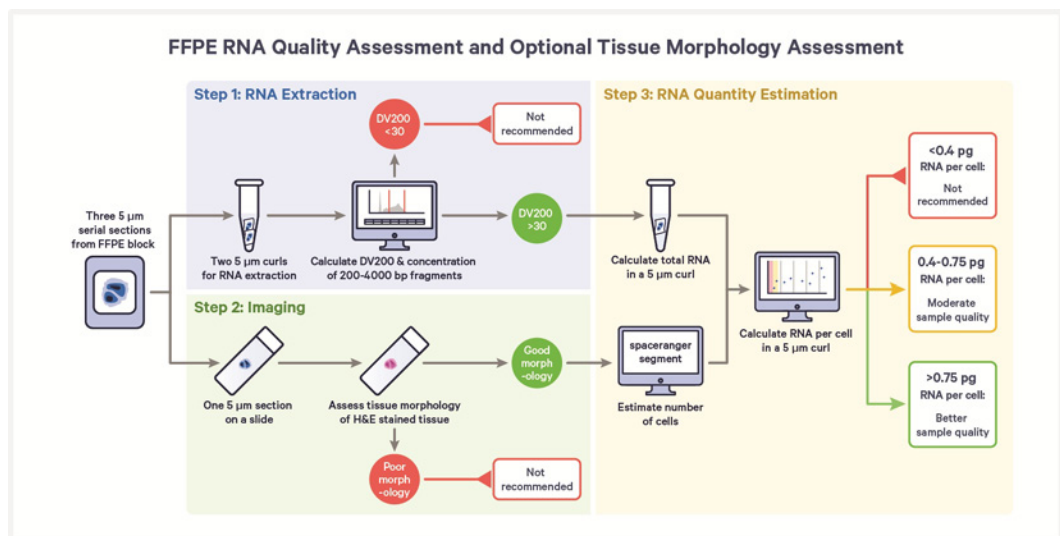 FFPE RNA Quality Assessment and Optional Tissue Morphology Assessment
Step 1: RNA Extraction
DV200
<30
Not
recommended
Three 5 µm
serial sections
from FFPE block
Two 5 µm curls
for RNA extraction
Calculate DV200 & concentration
of 200-4000 bp fragments
DV200
>30
Step 2: Imaging
One 5 µm section
on a slide
Assess tissue morphology
of H&E stained tissue
Good
morph
-ology
Poor
morph
-ology
Not
recommended
Step 3: RNA Quantity Estimation
Calculate total RNA
in a 5 µm curl
spaceranger
segment
Estimate number
of cells
Calculate RNA per cell
in a 5 µm curl
<0.4 pg
RNA per cell:
Not
recommended
0.4-0.75 pg
RNA per cell:
Moderate
sample quality
>0.75 pg
RNA per cell:
Better
sample quality